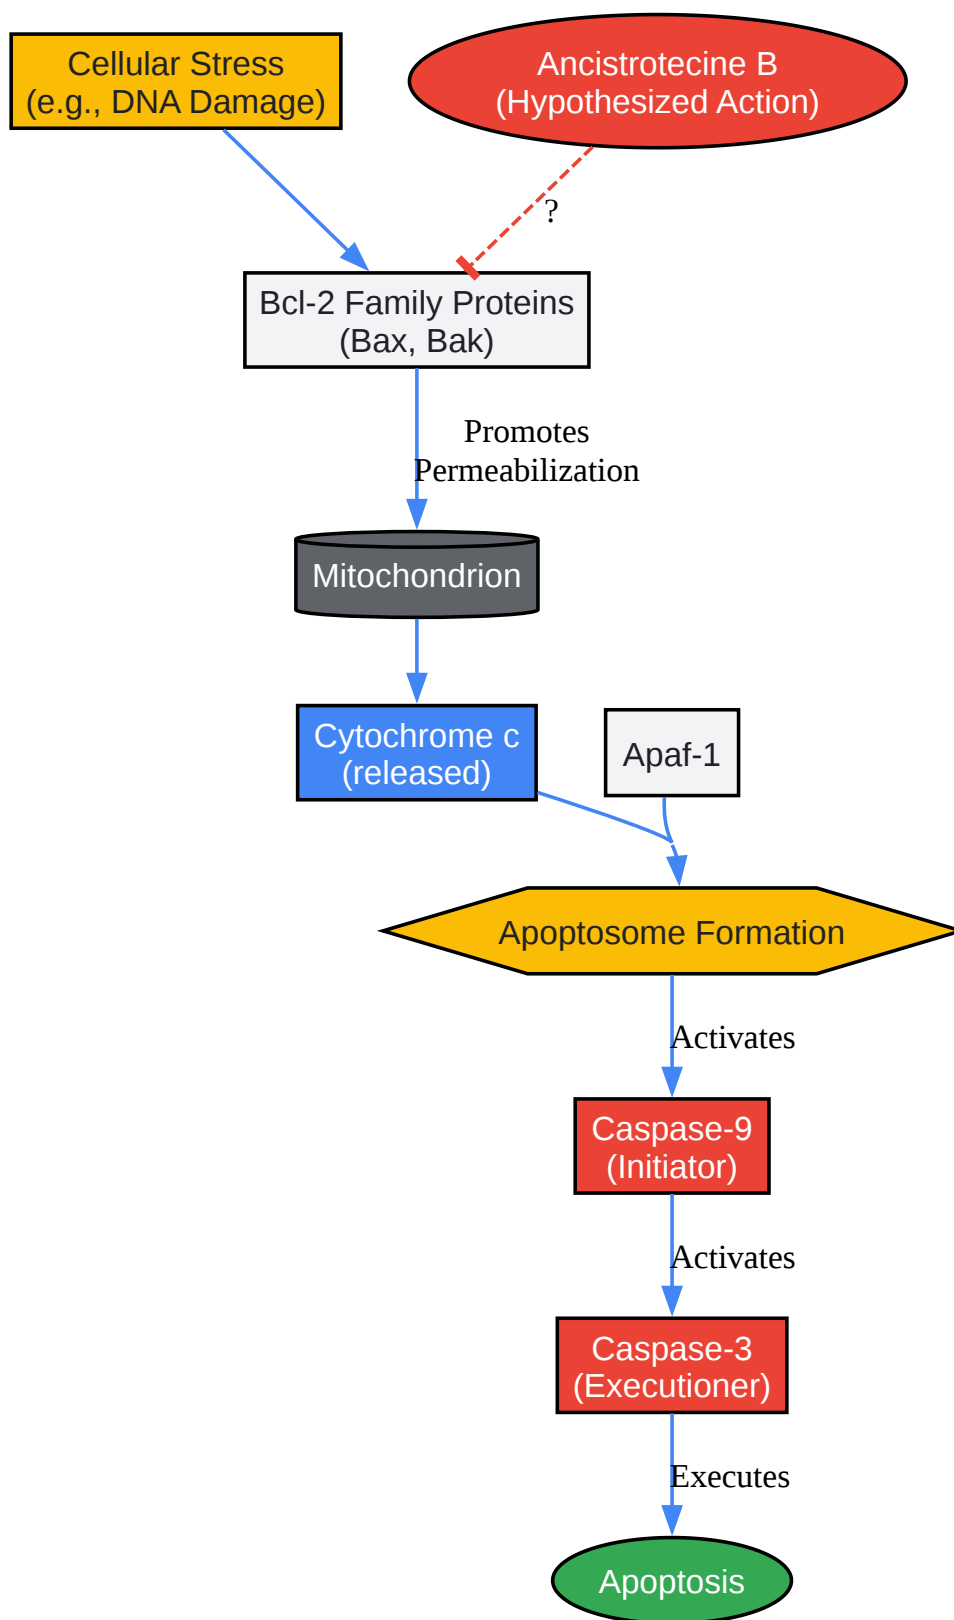 Cellular Stress
(e.g., DNA Damage)
Ancistrotecine B
(Hypothesized Action)
?
Bcl-2 Family Proteins
(Bax, Bak)
Promotes
Permeabilization
Mitochondrion
Cytochrome c
(released)
Apaf-1
Apoptosome Formation
Activates
Caspase-9
(Initiator)
Activates
Caspase-3
(Executioner)
Executes
Apoptosis